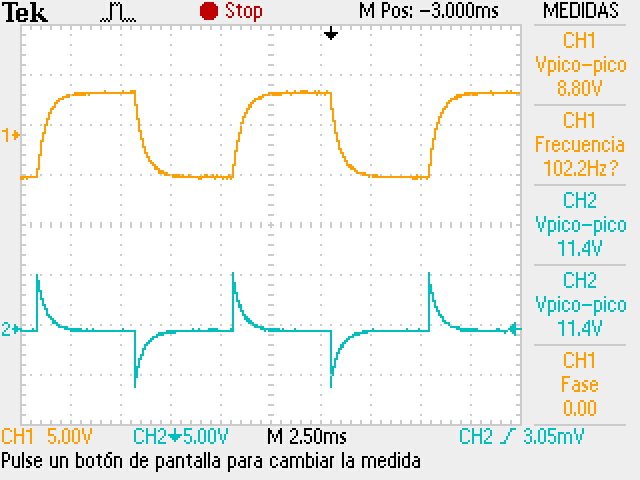 Tek Stop M Pos: -3.000ms MEDIDAS
CH1
Vpico-pico
8.80V
CH1
Frecuencia
102.2Hz?
CH2
Vpico-pico
11.4V
CH2
Vpico-pico
11.4V
CH1
Fase
0.00
1
2
CH1 5.00V CH2 5.00V M 2.50ms CH2 3.05mV
Pulse un botón de pantalla para cambiar la medida